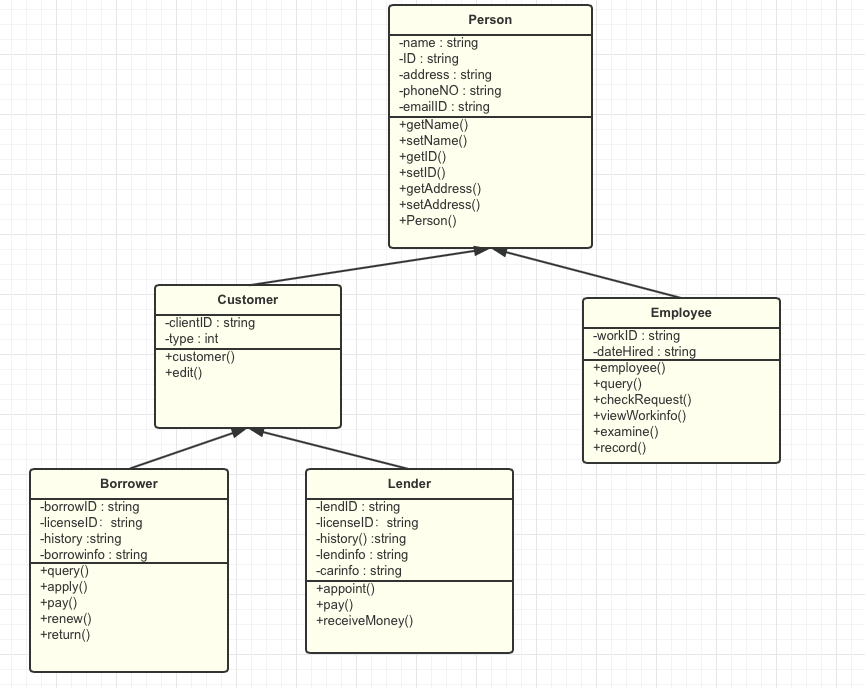 Person
-name : string
-ID : string
-address : string
-phoneNO : string
-emailID : string
+getName()
+setName()
+getID()
+setID()
+getAddress()
+setAddress()
+Person()
Customer
-clientID : string
-type : int
+customer()
+edit()
Employee
-workID : string
-dateHired : string
+employee()
+query()
+checkRequest()
+viewWorkinfo()
+examine()
+record()
Borrower
-borrowID : string
-licenseID：string
-history :string
-borrowinfo : string
+query()
+apply()
+pay()
+renew()
+return()
Lender
-lendID : string
-licenseID：string
-history() :string
-lendinfo : string
-carinfo : string
+appoint()
+pay()
+receiveMoney()